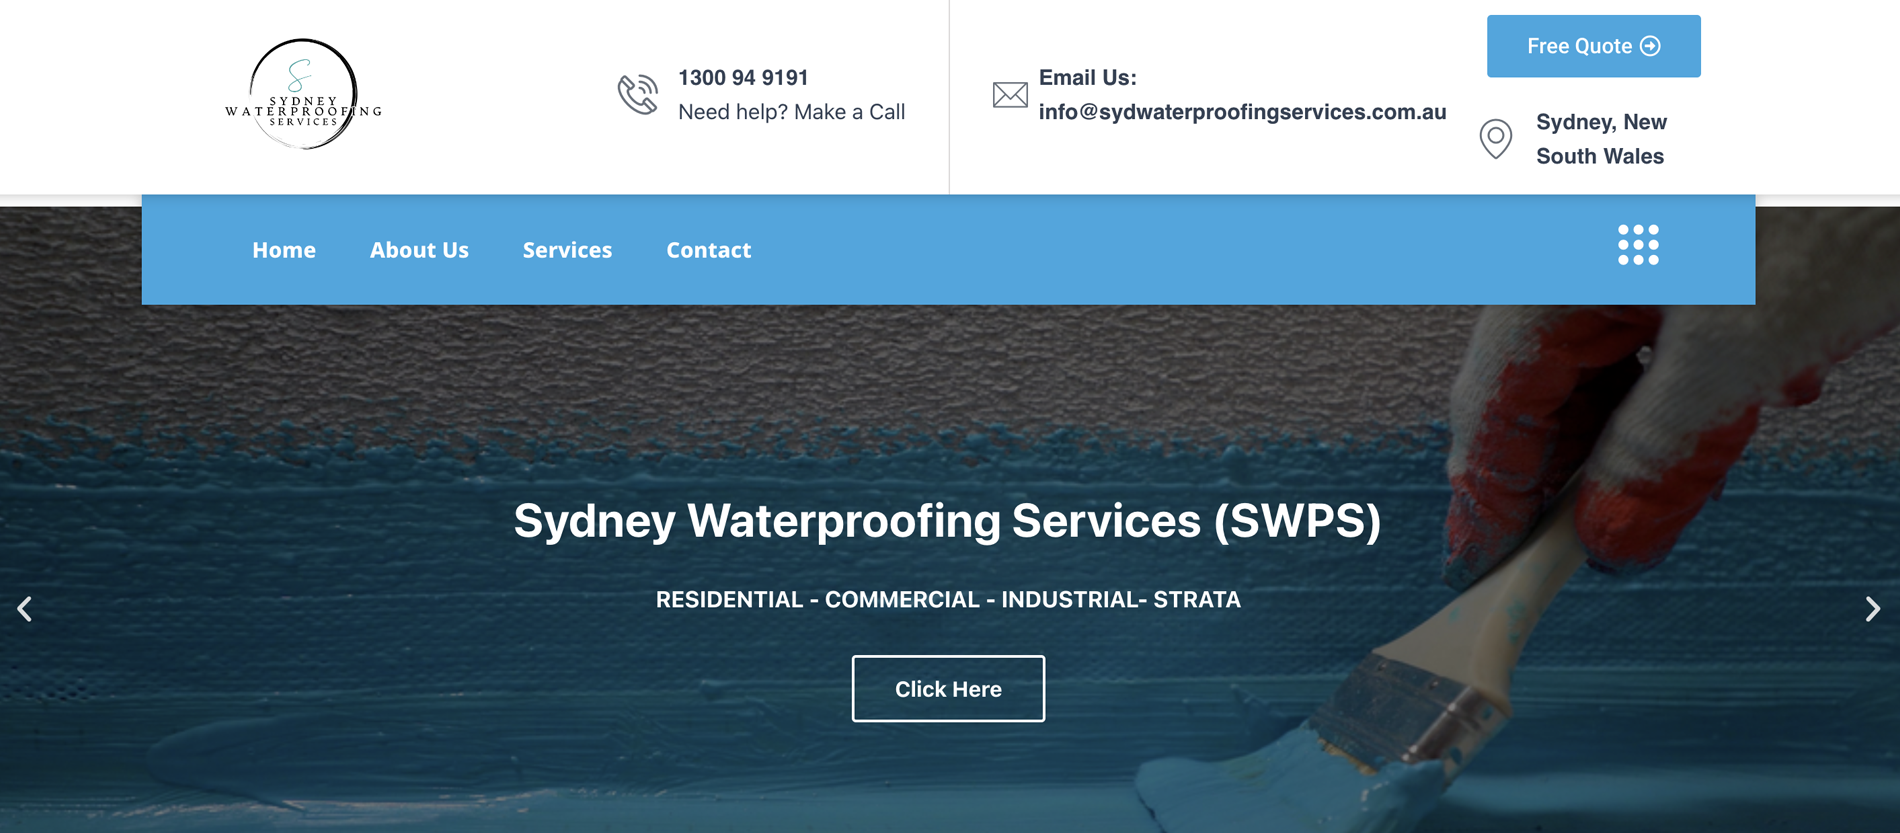 SYDNEY
WATERPROOFING
SERVICES
1300 94 9191
Need help? Make a Call
Email Us:
info@sydwaterproofingservices.com.au
Free Quote
Sydney, New
South Wales
Home
About Us
Services
Contact
Sydney Waterproofing Services (SWPS)
RESIDENTIAL - COMMERCIAL - INDUSTRIAL- STRATA
Click Here